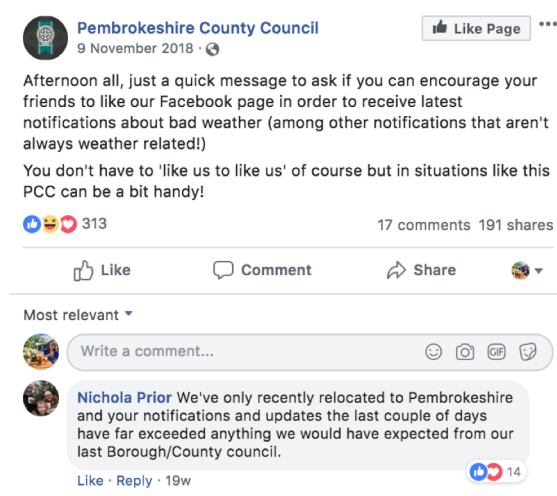 Pembrokeshire County Council
9 November 2018 ·
Like Page
Afternoon all, just a quick message to ask if you can encourage your
friends to like our Facebook page in order to receive latest
notifications about bad weather (among other notifications that aren't
always weather related!)
You don't have to 'like us to like us' of course but in situations like this
PCC can be a bit handy!
313
17 comments 191 shares
Like
Comment
Share
Most relevant
Write a comment...
GIF
Nichola Prior We've only recently relocated to Pembrokeshire
and your notifications and updates the last couple of days
have far exceeded anything we would have expected from our
last Borough/County council.
14
Like · Reply · 19w